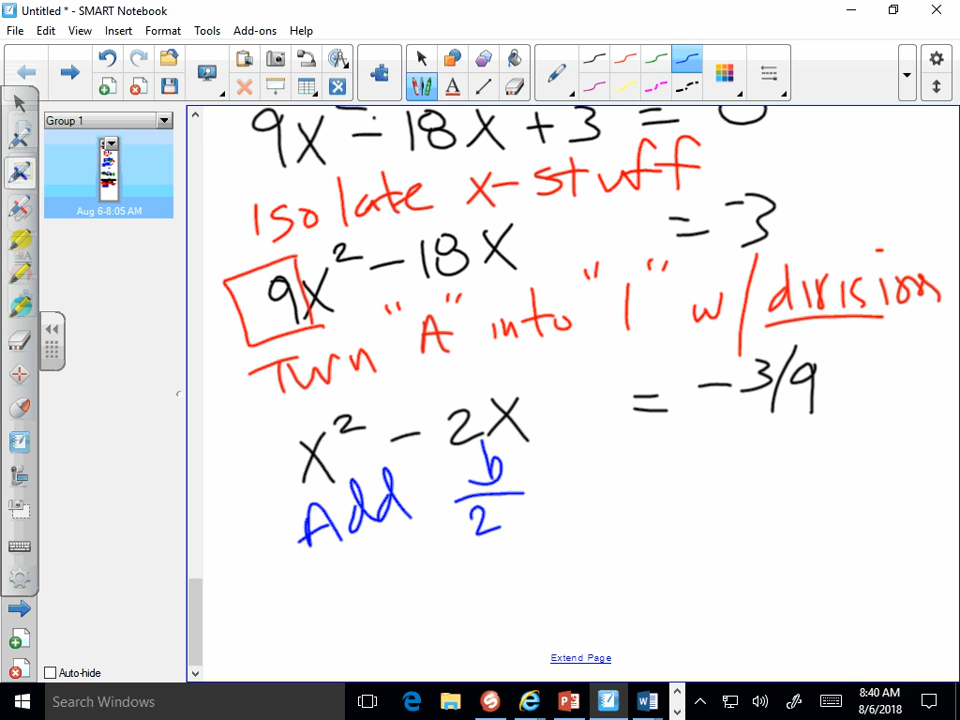 Untitled * - SMART Notebook
File Edit View Insert Format Tools Add-ons Help
Group 1
Aug 6-8:05 AM
9x² - 18x + 3 = 0
isolate x-stuff
9x² - 18x = -3
Turn "A" into "1" w/ division
x² - 2x = -3/9
Add b/2
Extend Page
Auto-hide
Search Windows
8:40 AM
8/6/2018